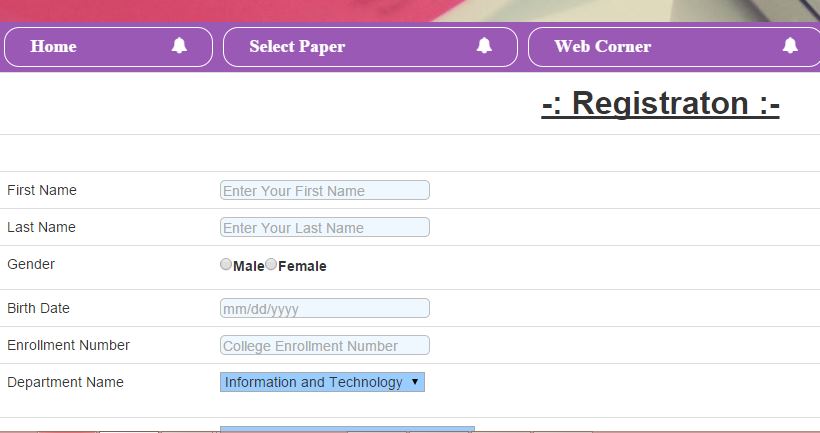 Home Select Paper Web Corner
-: Registraton :-
First Name Enter Your First Name
Last Name Enter Your Last Name
Gender Male Female
Birth Date mm/dd/yyyy
Enrollment Number College Enrollment Number
Department Name Information and Technology